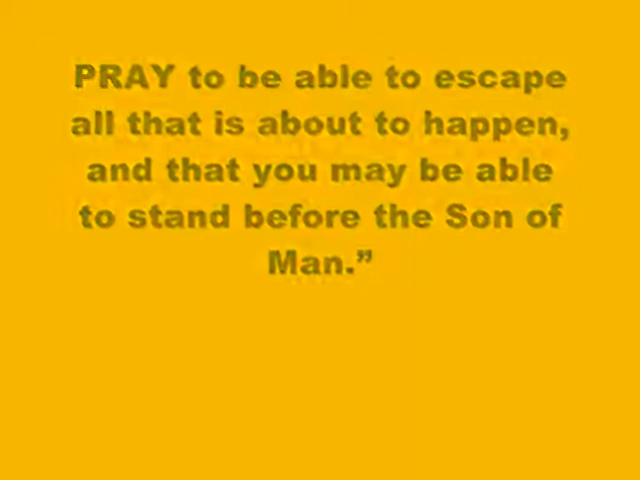 PRAY to be able to escape
all that is about to happen,
and that you may be able
to stand before the Son of
Man.”